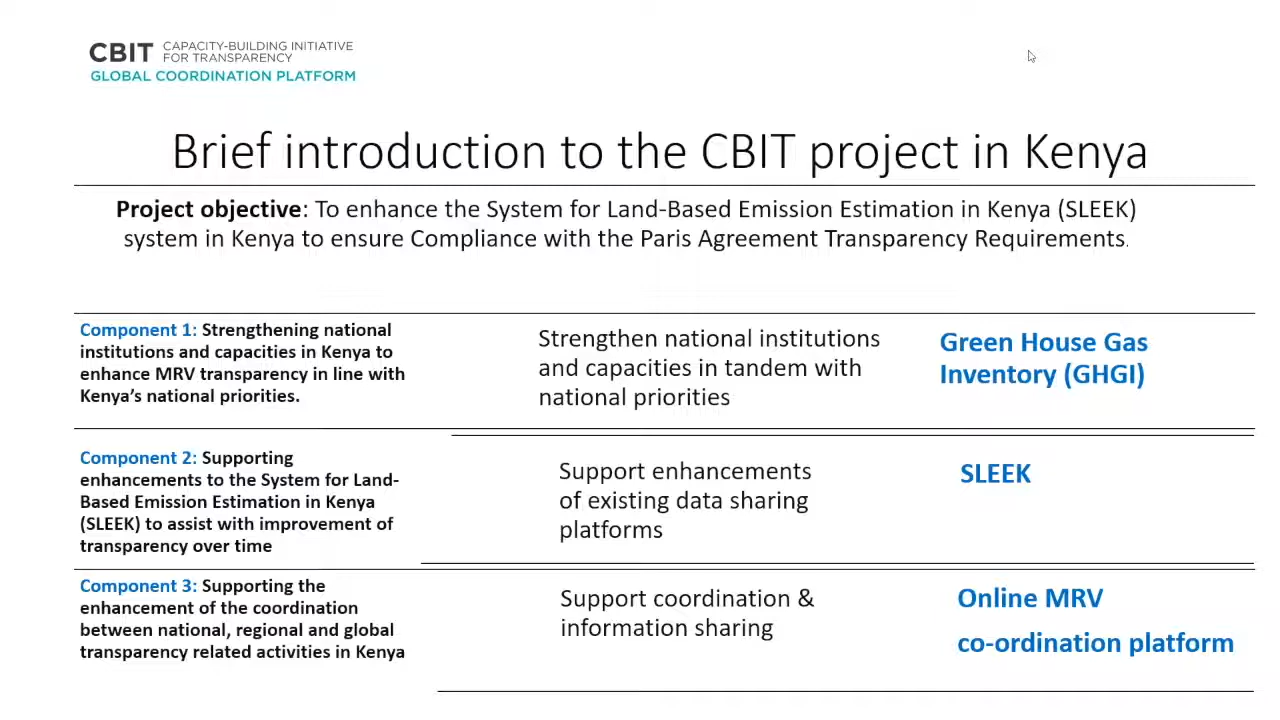 CBIT CAPACITY-BUILDING INITIATIVE
FOR TRANSPARENCY
GLOBAL COORDINATION PLATFORM
Brief introduction to the CBIT project in Kenya
Project objective: To enhance the System for Land-Based Emission Estimation in Kenya (SLEEK)
system in Kenya to ensure Compliance with the Paris Agreement Transparency Requirements.
Component 1: Strengthening national
institutions and capacities in Kenya to
enhance MRV transparency in line with
Kenya's national priorities.
Strengthen national institutions
and capacities in tandem with
national priorities
Green House Gas
Inventory (GHGI)
Component 2: Supporting
enhancements to the System for Land-
Based Emission Estimation in Kenya
(SLEEK) to assist with improvement of
transparency over time
Support enhancements
of existing data sharing
platforms
SLEEK
Component 3: Supporting the
enhancement of the coordination
between national, regional and global
transparency related activities in Kenya
Support coordination &
information sharing
Online MRV
co-ordination platform